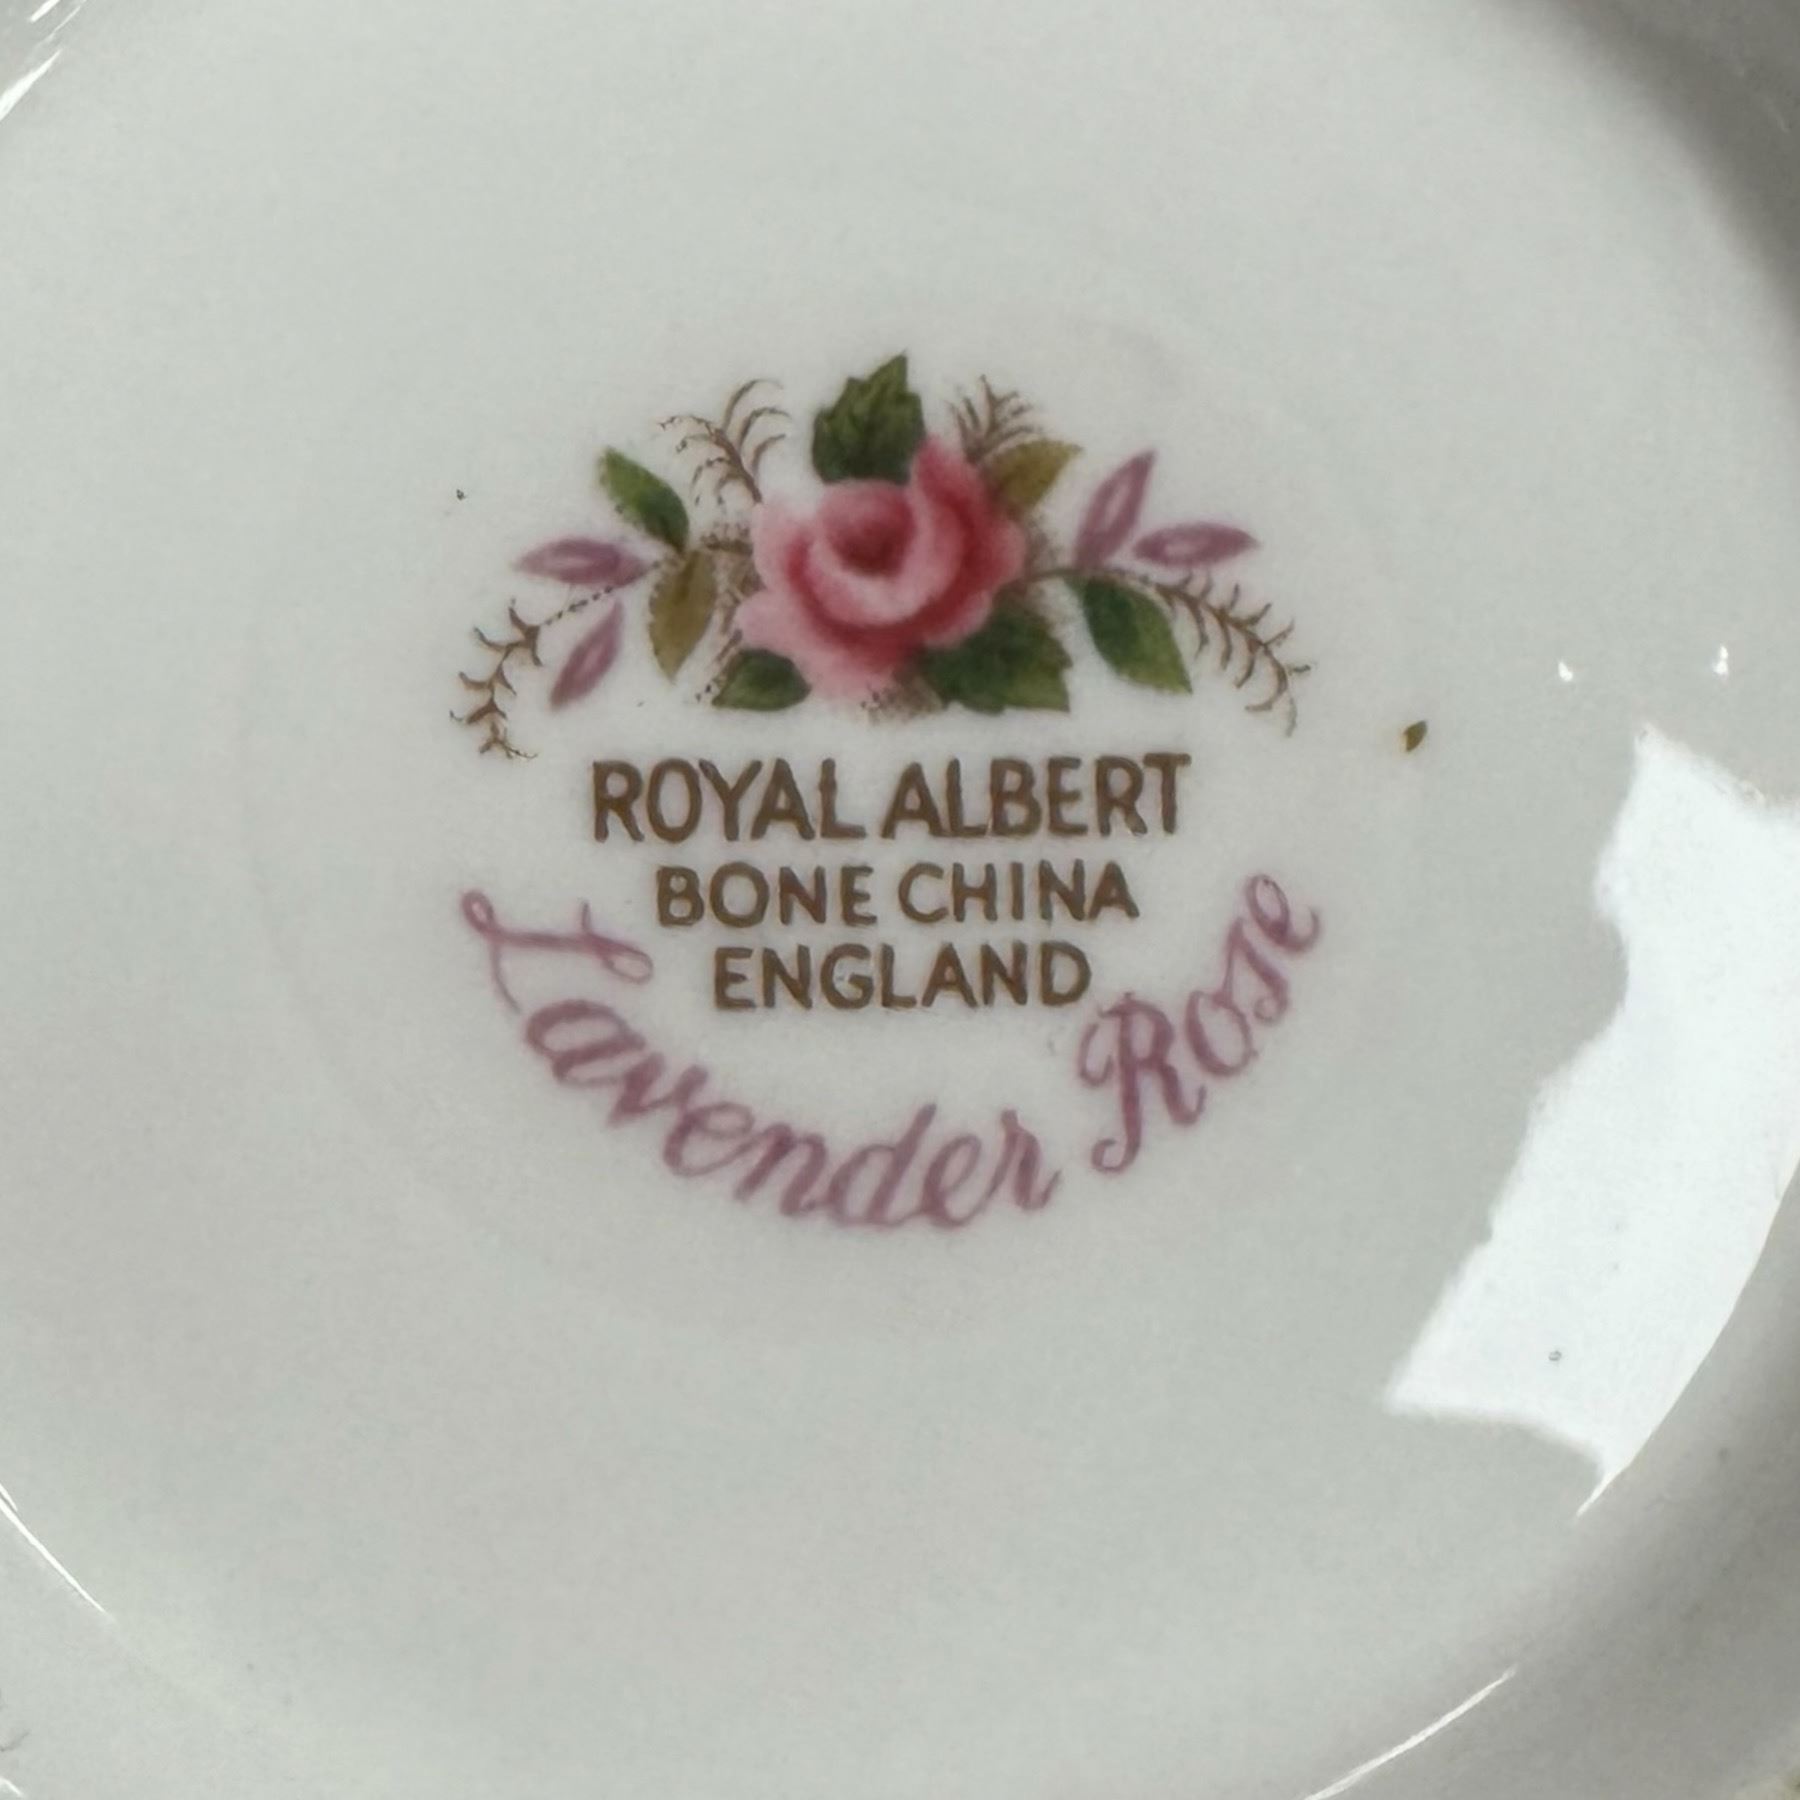 ROYAL ALBERT
BONE CHINA
ENGLAND
Lavender Rose